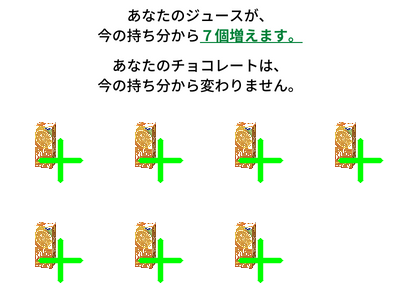 あなたのジュースが、
今の持ち分から７個増えます。
あなたのチョコレートは、
今の持ち分から変わりません。